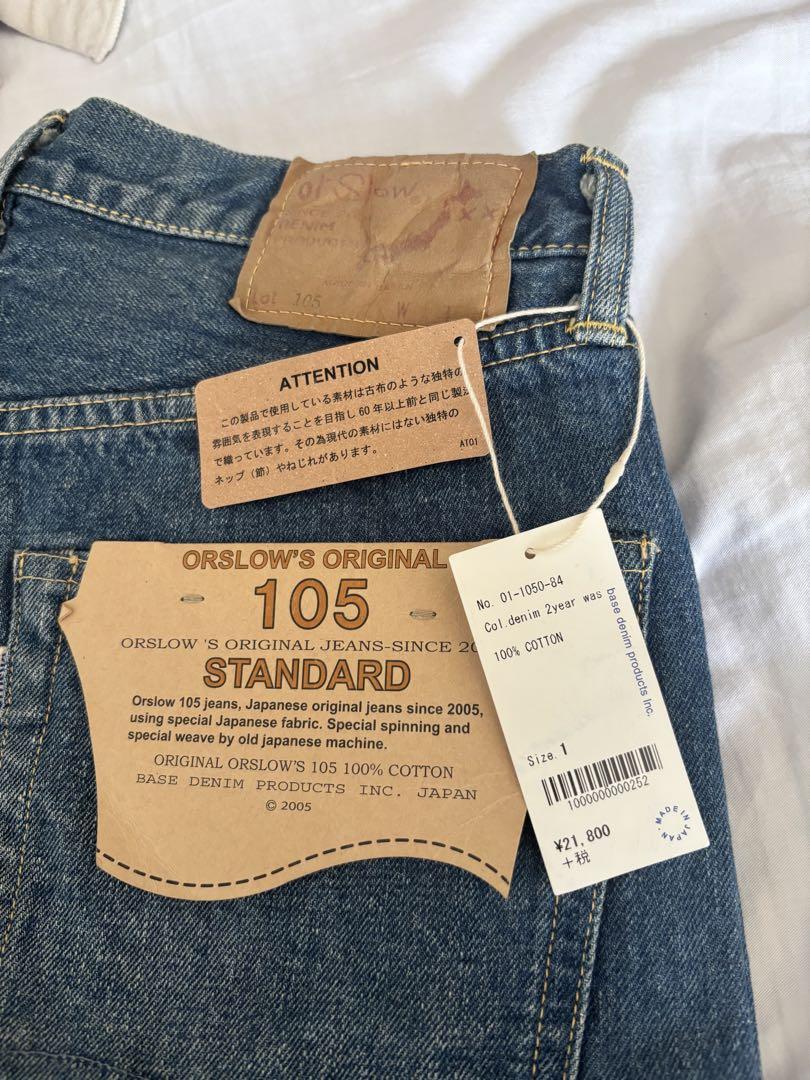 orSlow
DENIM
Lot 105 W
ATTENTION
この製品で使用している素材は古布のような独特の
雰囲気を表現することを目指し60年以上前と同じ製法
で織っています。その為現代の素材にはない独特の
ネップ（節）やねじれがあります。
AT01
ORSLOW'S ORIGINAL
105
ORSLOW 'S ORIGINAL JEANS-SINCE 20
STANDARD
Orslow 105 jeans, Japanese original jeans since 2005,
using special Japanese fabric. Special spinning and
special weave by old japanese machine.
ORIGINAL ORSLOW'S 105 100% COTTON
BASE DENIM PRODUCTS INC. JAPAN
© 2005
No. 01-1050-84
Col.denim 2year was
100% COTTON
base denim products Inc.
Size.1
1000000000252
¥21,800
+税
MADE IN JAPAN